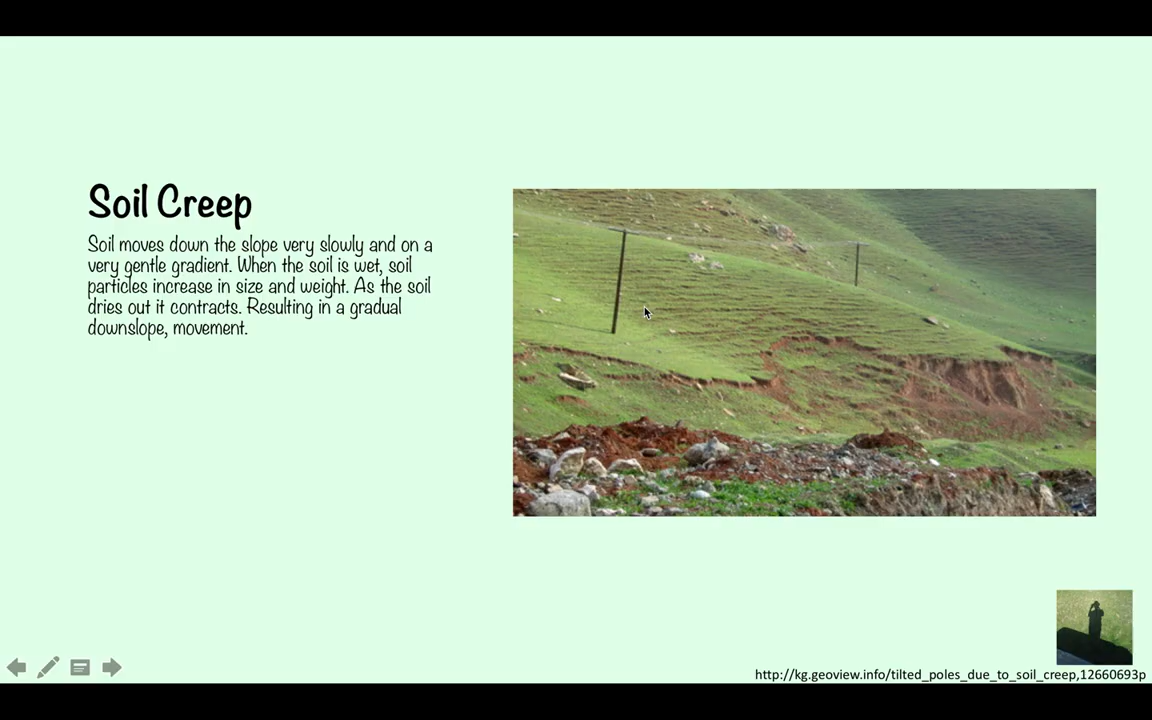 Soil Creep
Soil moves down the slope very slowly and on a
very gentle gradient. When the soil is wet, soil
particles increase in size and weight. As the soil
dries out it contracts. Resulting in a gradual
downslope, movement.
http://kg.geoview.info/tilted_poles_due_to_soil_creep,12660693p